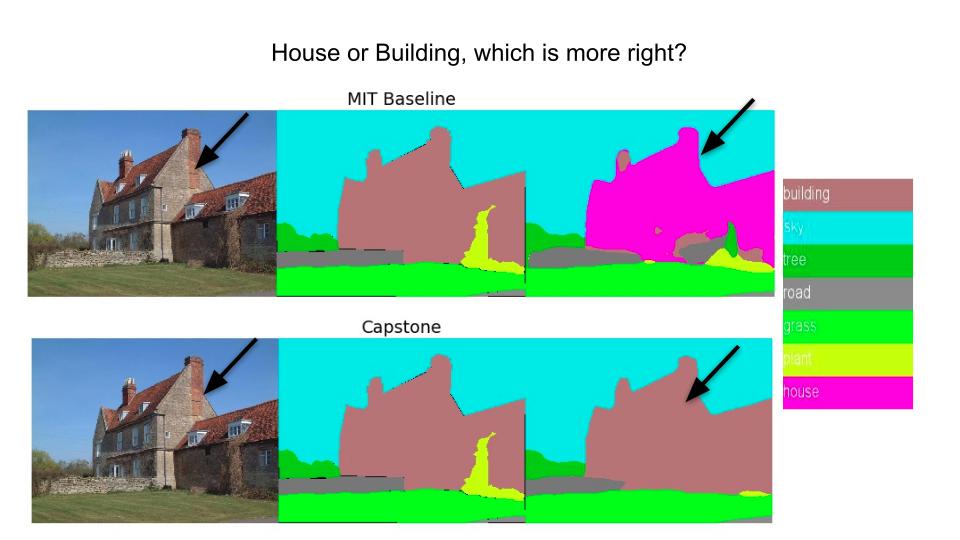 House or Building, which is more right?
MIT Baseline
building
sky
tree
road
grass
plant
house
Capstone